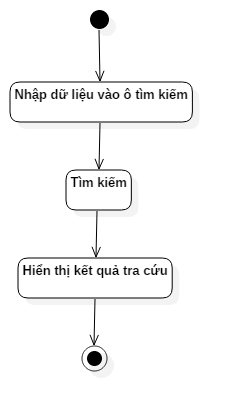 Nhập dữ liệu vào ô tìm kiếm
Tìm kiếm
Hiển thị kết quả tra cứu